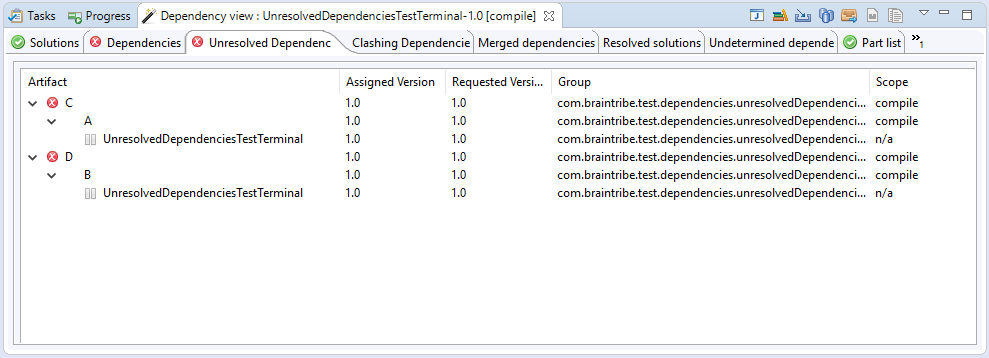 Tasks Progress Dependency view : UnresolvedDependenciesTestTerminal-1.0 [compile]
Solutions Dependencies Unresolved Dependenc Clashing Dependencie Merged dependencies Resolved solutions Undetermined depende Part list »1
Artifact Assigned Version Requested Versi... Group Scope
C 1.0 1.0 com.braintribe.test.dependencies.unresolvedDependenci... compile
A 1.0 1.0 com.braintribe.test.dependencies.unresolvedDependenci... compile
UnresolvedDependenciesTestTerminal 1.0 1.0 com.braintribe.test.dependencies.unresolvedDependenci... n/a
D 1.0 1.0 com.braintribe.test.dependencies.unresolvedDependenci... compile
B 1.0 1.0 com.braintribe.test.dependencies.unresolvedDependenci... compile
UnresolvedDependenciesTestTerminal 1.0 1.0 com.braintribe.test.dependencies.unresolvedDependenci... n/a